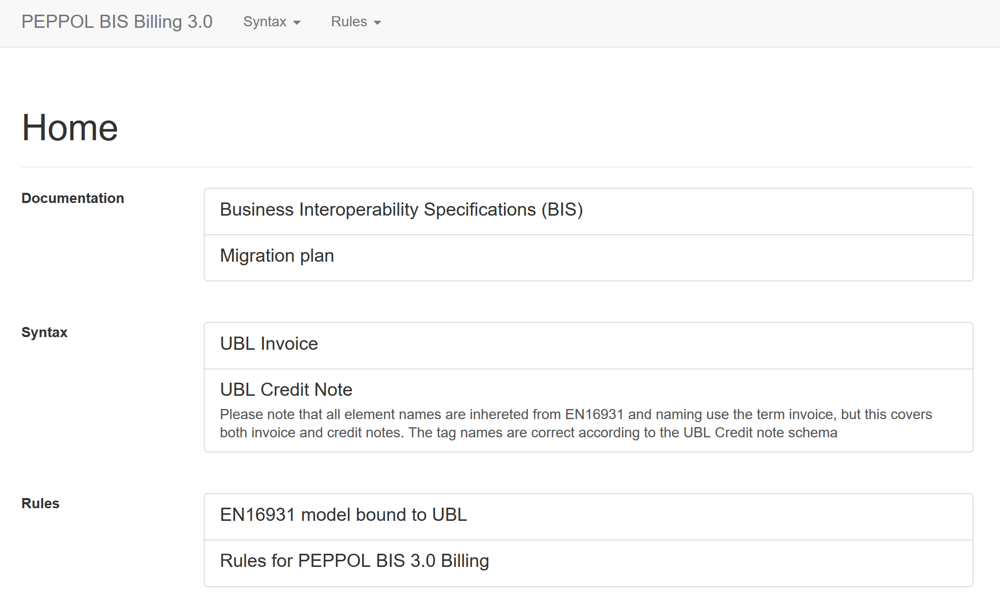 PEPPOL BIS Billing 3.0 Syntax Rules
Home
Documentation
Business Interoperability Specifications (BIS)
Migration plan
Syntax
UBL Invoice
UBL Credit Note
Please note that all element names are inhereted from EN16931 and naming use the term invoice, but this covers
both invoice and credit notes. The tag names are correct according to the UBL Credit note schema
Rules
EN16931 model bound to UBL
Rules for PEPPOL BIS 3.0 Billing